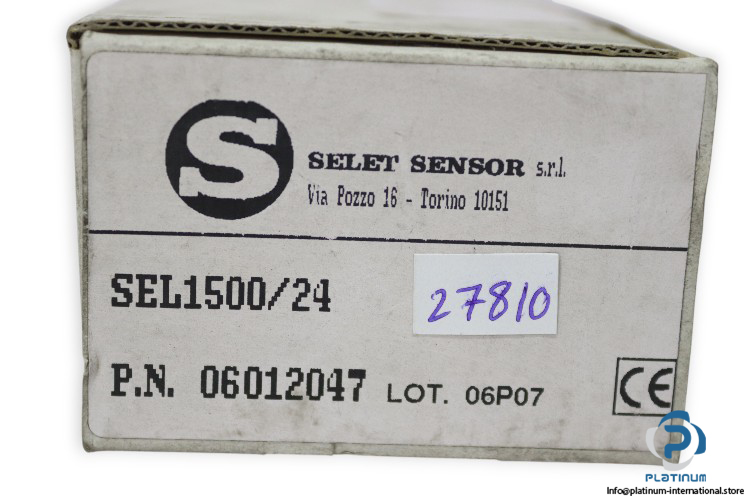 S
SELET SENSOR s.r.l.
Via Pozzo 16 - Torino 10151
SEL1500/24
27810
P.N. 06012047 LOT. 06P07
CE
P
PLATINUM
Info@platinum-international.store